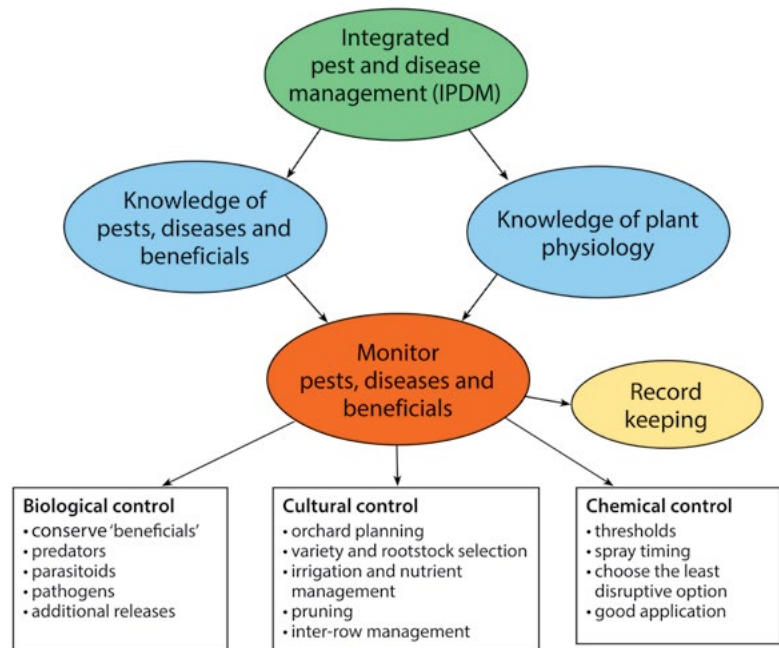 Integrated
pest and disease
management (IPDM)
Knowledge of
pests, diseases and
beneficials
Knowledge of plant
physiology
Monitor
pests, diseases and
beneficials
Record
keeping
Biological control
• conserve ‘beneficials’
• predators
• parasitoids
• pathogens
• additional releases
Cultural control
• orchard planning
• variety and rootstock selection
• irrigation and nutrient
management
• pruning
• inter-row management
Chemical control
• thresholds
• spray timing
• choose the least
disruptive option
• good application